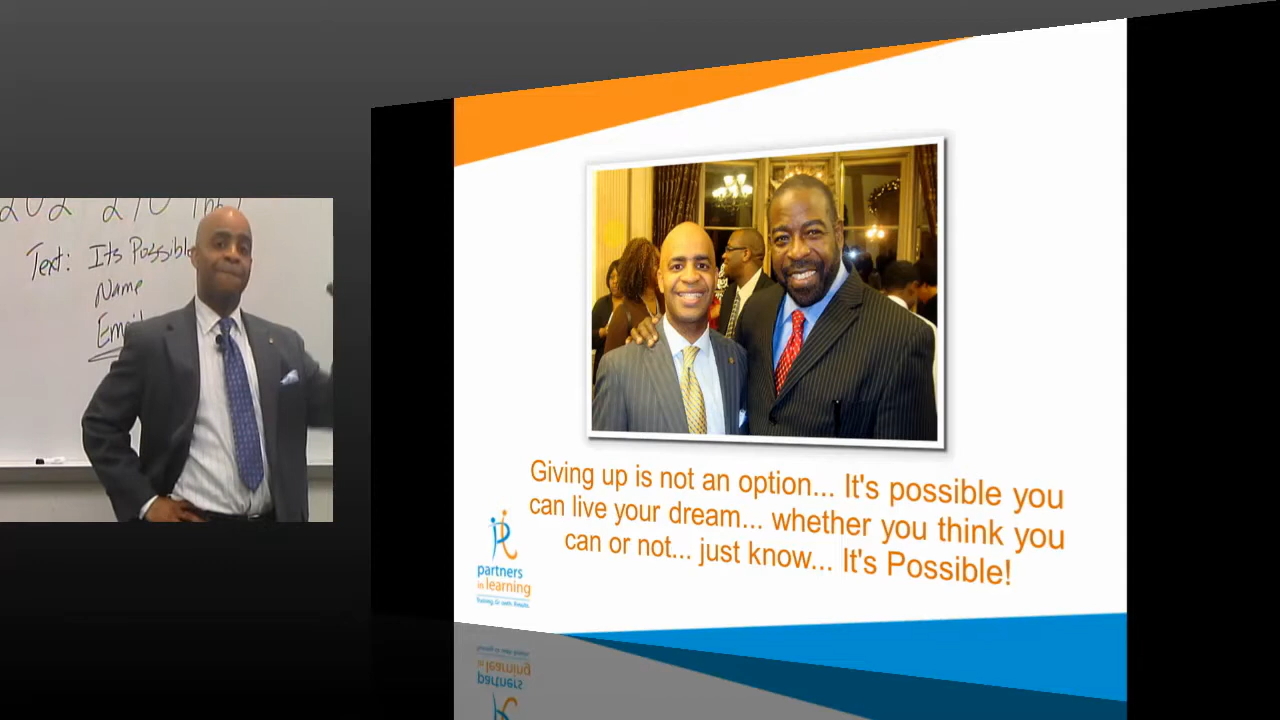 Text: Its Possible
Name
Email
Giving up is not an option... It's possible you
can live your dream... whether you think you
can or not... just know... It's Possible!
partners
in learning